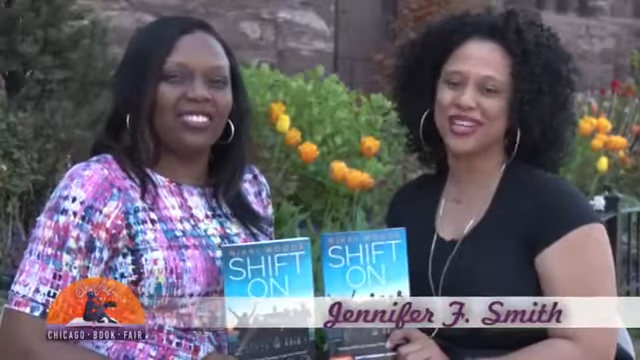 NIKKI WOODS
SHIFT
ON
NIKKI WOODS
SHIFT
ON
Jennifer F. Smith
CHICAGO · BOOK · FAIR